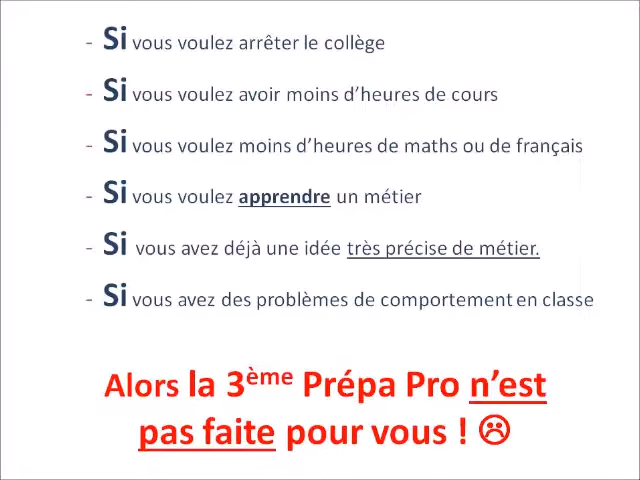 - Si vous voulez arrêter le collège
- Si vous voulez avoir moins d'heures de cours
- Si vous voulez moins d'heures de maths ou de français
- Si vous voulez apprendre un métier
- Si vous avez déjà une idée très précise de métier.
- Si vous avez des problèmes de comportement en classe
Alors la 3ème Prépa Pro n'est
pas faite pour vous ! ☹